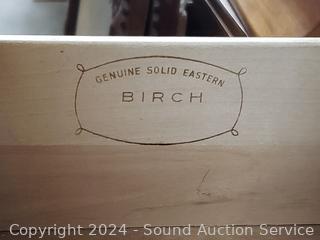 GENUINE SOLID EASTERN
BIRCH
Copyright 2024 - Sound Auction Service